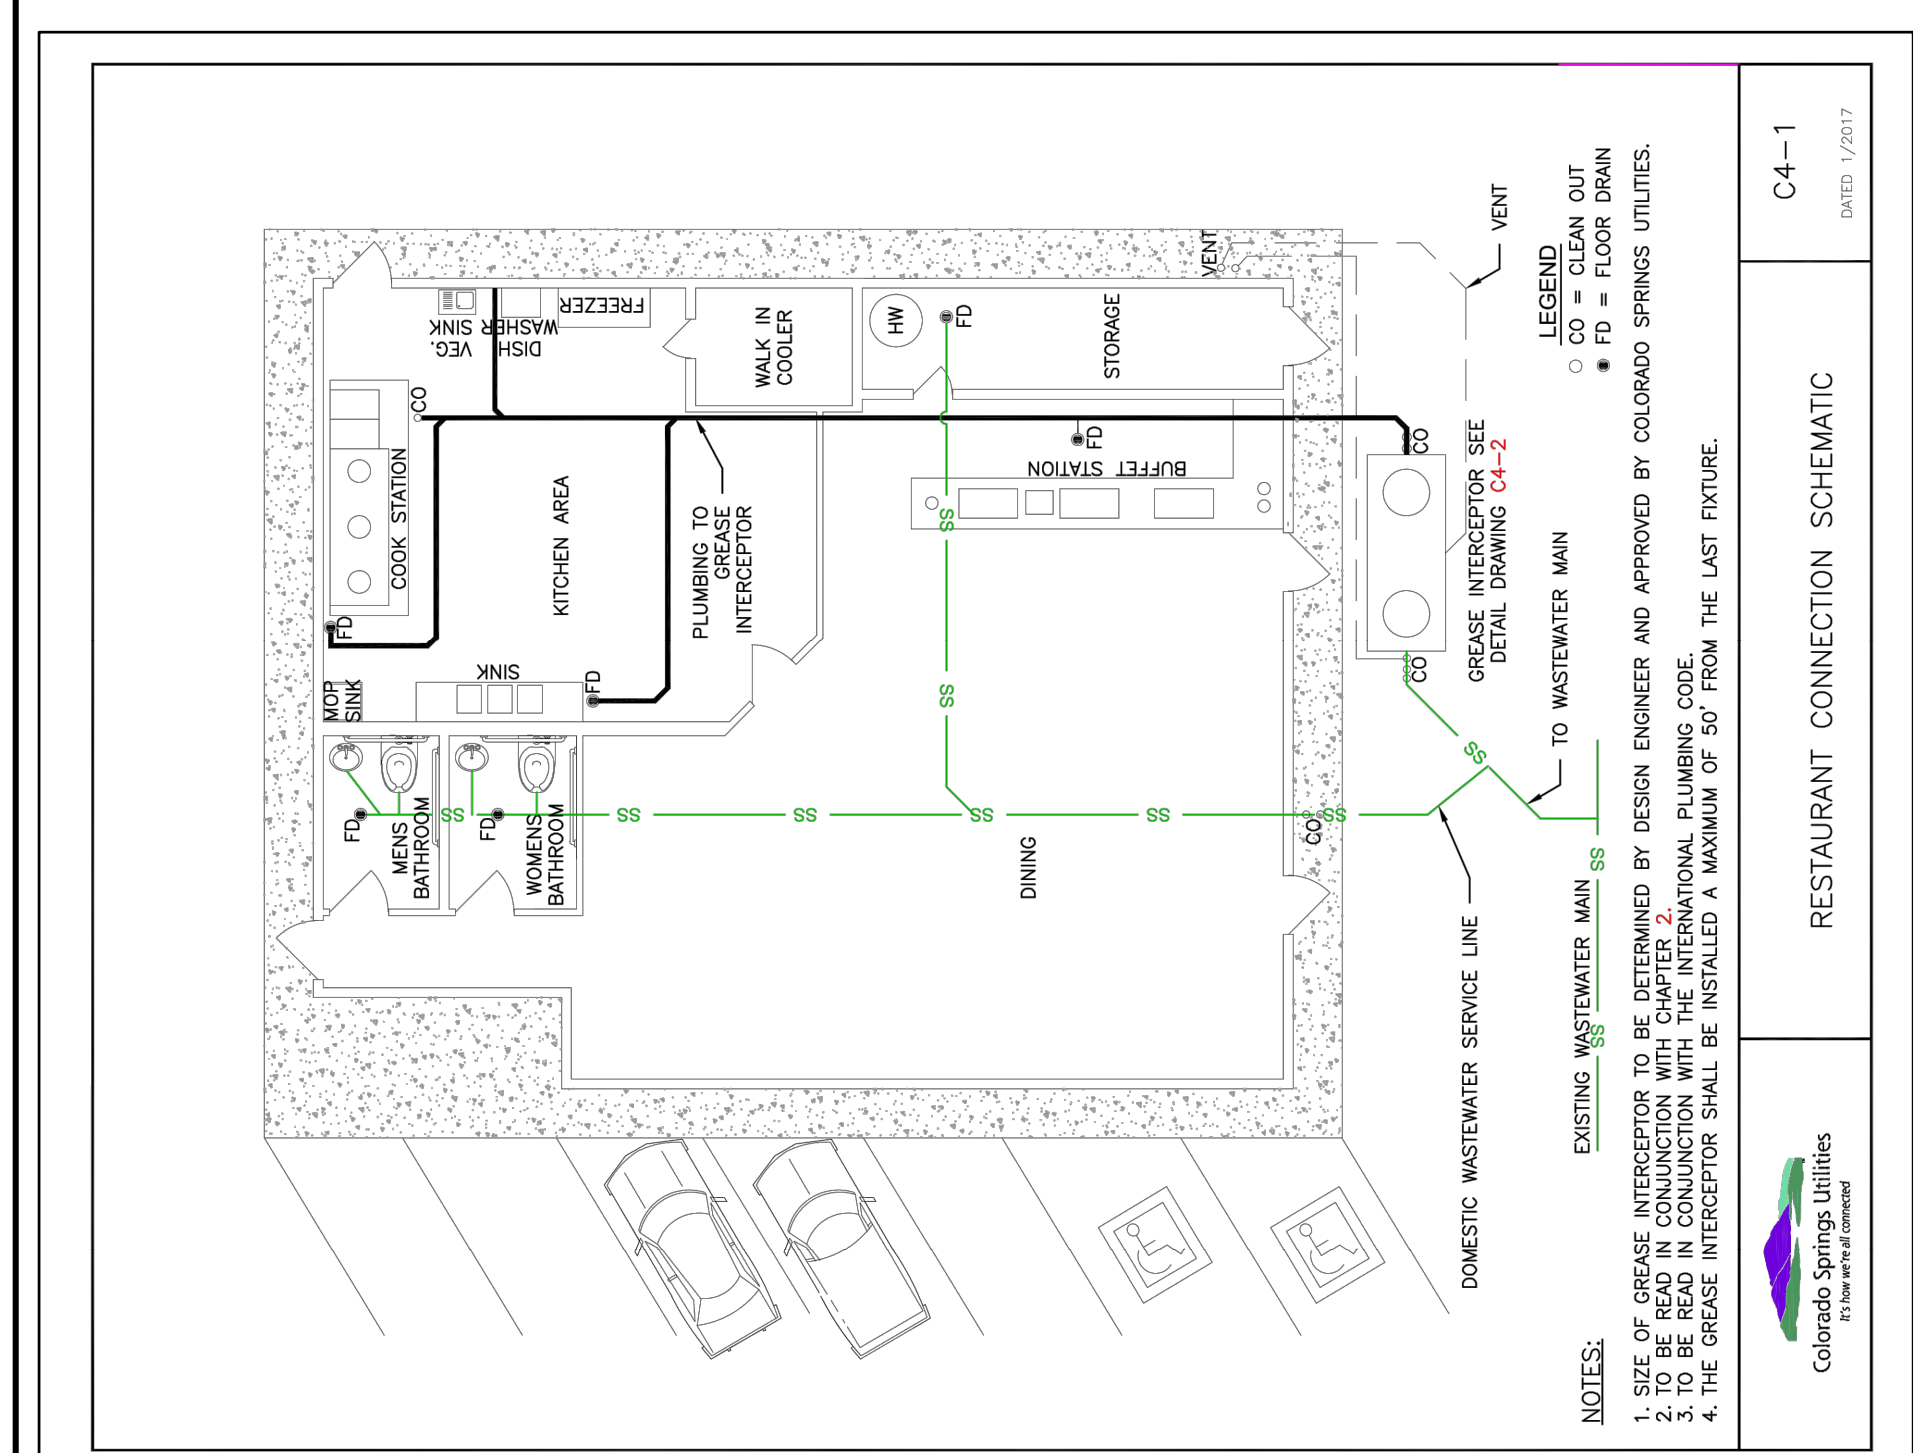 MOP
SINK
FD
COOK STATION
CO
VEG.
SINK
DISH
WASHER
FREEZER
SINK
FD
KITCHEN AREA
PLUMBING TO
GREASE
INTERCEPTOR
WALK IN
COOLER
HW
FD
STORAGE
VENT
FD
MENS
BATHROOM
SS
FD
WOMENS
BATHROOM
SS
SS
SS
SS
SS
SS
SS
FD
BUFFET STATION
DINING
CO
CO
CO
SS
VENT
GREASE INTERCEPTOR SEE
DETAIL DRAWING C4-2
TO WASTEWATER MAIN
DOMESTIC WASTEWATER SERVICE LINE
EXISTING WASTEWATER MAIN
SS
SS
LEGEND
CO = CLEAN OUT
FD = FLOOR DRAIN
NOTES:
1. SIZE OF GREASE INTERCEPTOR TO BE DETERMINED BY DESIGN ENGINEER AND APPROVED BY COLORADO SPRINGS UTILITIES.
2. TO BE READ IN CONJUNCTION WITH CHAPTER 2.
3. TO BE READ IN CONJUNCTION WITH THE INTERNATIONAL PLUMBING CODE.
4. THE GREASE INTERCEPTOR SHALL BE INSTALLED A MAXIMUM OF 50' FROM THE LAST FIXTURE.
Colorado Springs Utilities
It's how we're all connected
RESTAURANT CONNECTION SCHEMATIC
C4-1
DATED 1/2017